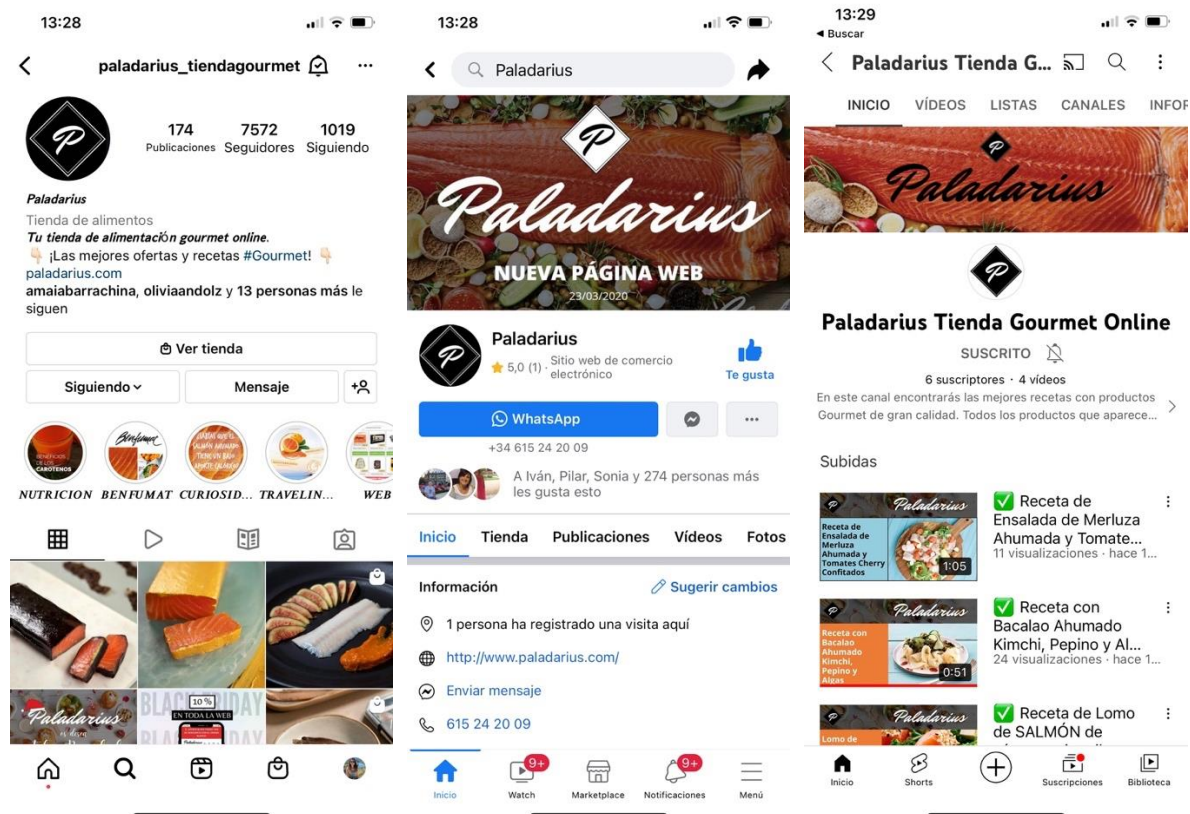 13:28
paladarius_tiendagourmet
P
174 7572 1019
Publicaciones Seguidores Siguiendo
Paladarius
Tienda de alimentos
Tu tienda de alimentación gourmet online.
👇🏻 ¡Las mejores ofertas y recetas #Gourmet! 👇🏻
paladarius.com
amaiabarrachina, oliviaandolz y 13 personas más le
siguen
Ver tienda
Siguiendo Mensaje
BENEFICIOS
DE LOS
CAROTENOS
Benfumat
NUTRICION BENFUMAT CURIOSID... TRAVELIN... WEB
Paladarius
BLACK FRIDAY
10 %
EN TODA LA WEB
13:28
Paladarius
P
Paladarius
NUEVA PÁGINA WEB
23/03/2020
P
Paladarius
5,0 (1) · Sitio web de comercio
electrónico
Te gusta
WhatsApp
+34 615 24 20 09
A Iván, Pilar, Sonia y 274 personas más
les gusta esto
Inicio Tienda Publicaciones Vídeos Fotos
Información Sugerir cambios
1 persona ha registrado una visita aquí
http://www.paladarius.com/
Enviar mensaje
615 24 20 09
9+ 9+
Inicio Watch Marketplace Notificaciones Menú
13:29
◀ Buscar
Paladarius Tienda G...
INICIO VÍDEOS LISTAS CANALES INFOR
P
Paladarius
P
Paladarius Tienda Gourmet Online
SUSCRITO
6 suscriptores · 4 vídeos
En este canal encontrarás las mejores recetas con productos
Gourmet de gran calidad. Todos los productos que aparece...
Subidas
Paladarius
Receta de
Ensalada de
Merluza
Ahumada y
Tomates Cherry
Confitados
1:05
✅ Receta de
Ensalada de Merluza
Ahumada y Tomate...
11 visualizaciones · hace 1...
Paladarius
Receta con
Bacalao
Ahumado
Kimchi,
Pepino y
Algas
0:51
✅ Receta con
Bacalao Ahumado
Kimchi, Pepino y Al...
24 visualizaciones · hace 1...
Paladarius
Lomo de
✅ Receta de Lomo
de SALMÓN de
Inicio Shorts Suscripciones Biblioteca